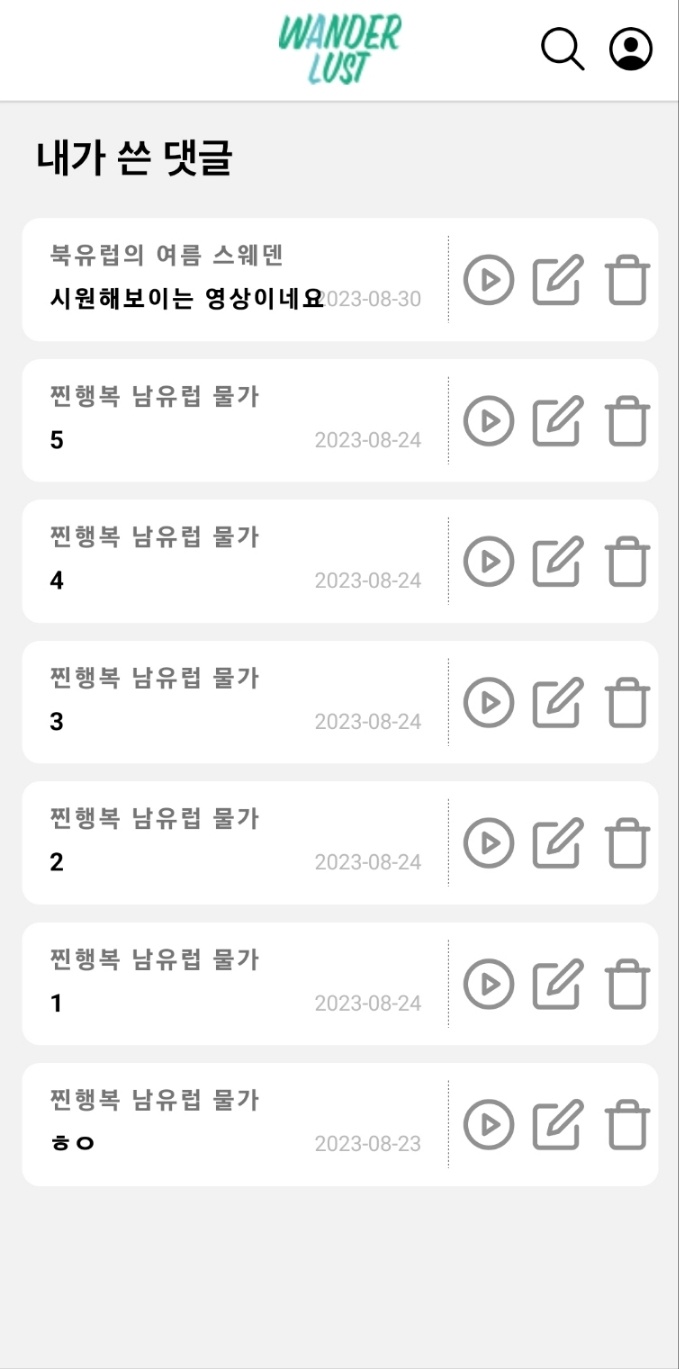 WANDER
LUST
내가 쓴 댓글
북유럽의 여름 스웨덴
시원해보이는 영상이네요 2023-08-30
찐행복 남유럽 물가
5 2023-08-24
찐행복 남유럽 물가
4 2023-08-24
찐행복 남유럽 물가
3 2023-08-24
찐행복 남유럽 물가
2 2023-08-24
찐행복 남유럽 물가
1 2023-08-24
찐행복 남유럽 물가
ㅎㅇ 2023-08-23